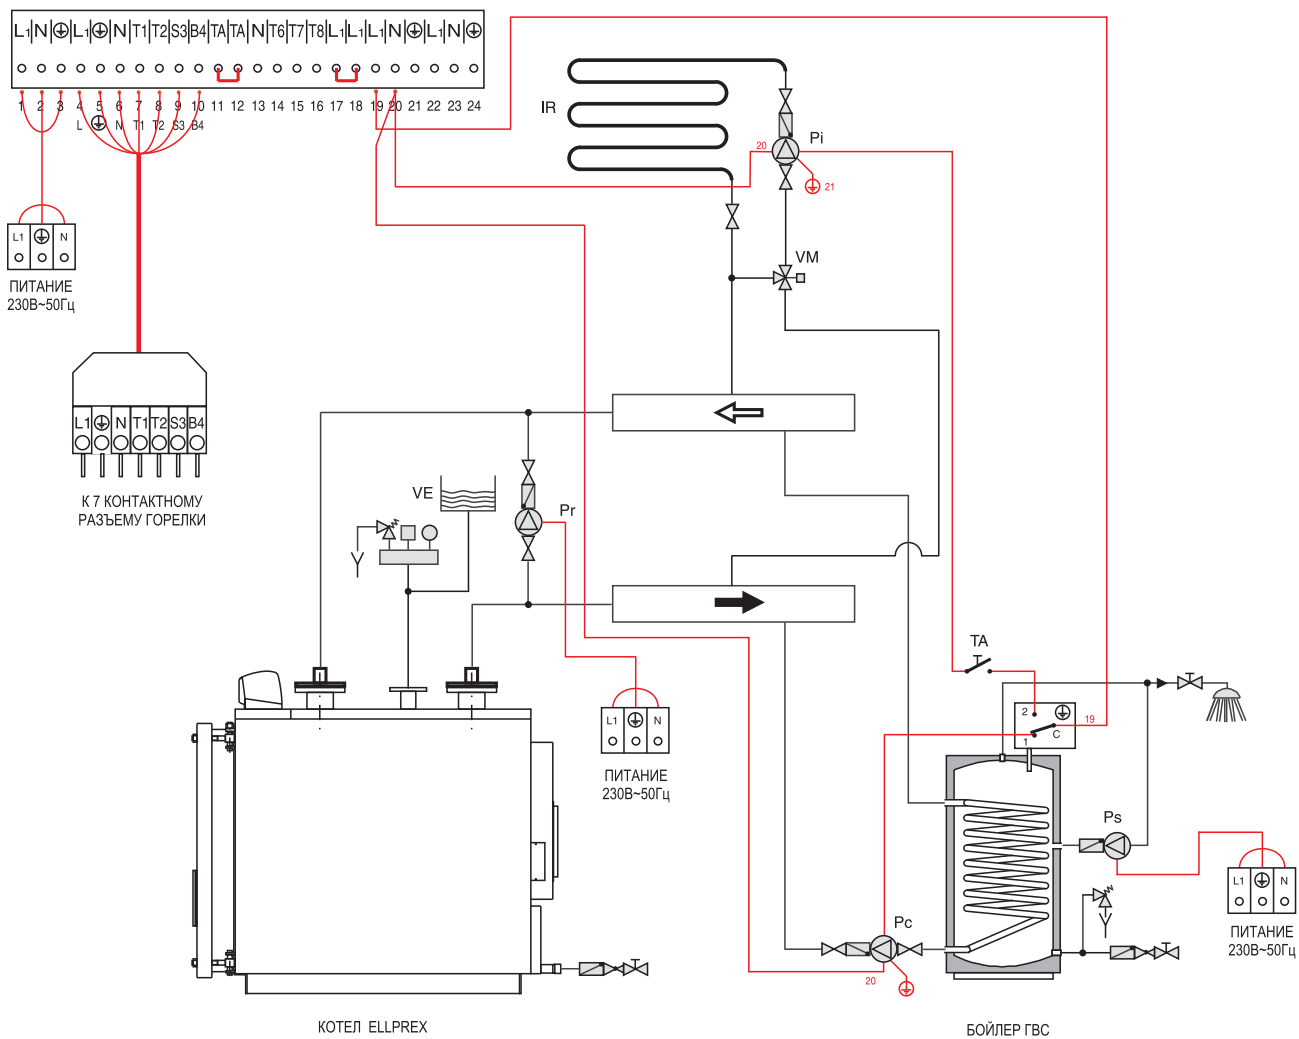 L1 N L1 N T1 T2 S3 B4 TA TA N T6 T7 T8 L1 L1 L1 N L1 N
1 2 3 4 5 6 7 8 9 10 11 12 13 14 15 16 17 18 19 20 21 22 23 24
L N T1 T2 S3 B4
IR
Pi
20
21
L1 N
VM
ПИТАНИЕ
230В~50Гц
L1 N T1 T2 S3 B4
VE
К 7 КОНТАКТНОМУ
РАЗЪЕМУ ГОРЕЛКИ
Pr
TA
L1 N
2
19
C
1
ПИТАНИЕ
230В~50Гц
Ps
L1 N
Pc
ПИТАНИЕ
230В~50Гц
20
КОТЕЛ ELLPREX
БОЙЛЕР ГВС